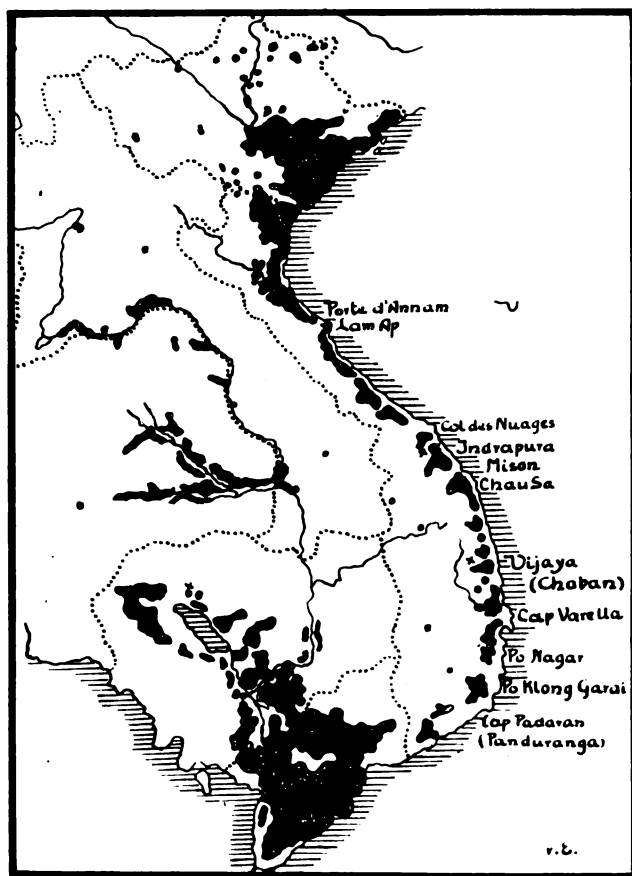 Porte d'Annam
Lam Ap
Col des Nuages
Indrapura
Mison
Chau Sa
Vijaya
(Choban)
Cap Varella
Po Nagar
Po Klong Garai
Cap Padaran
(Panduranga)
v.E.